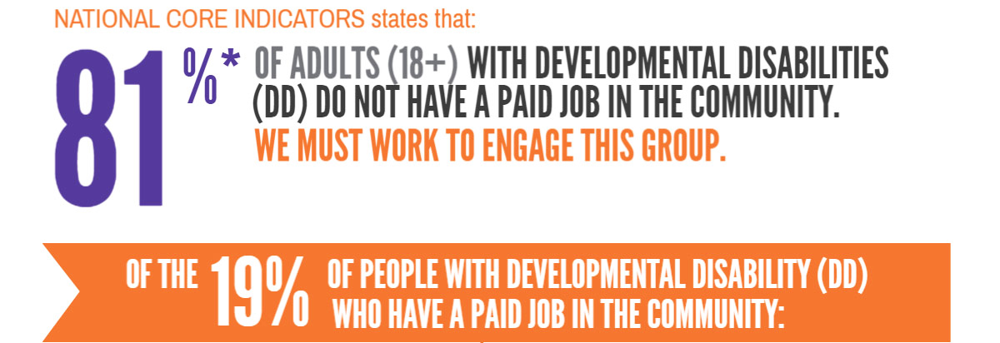 NATIONAL CORE INDICATORS states that:
81%* OF ADULTS (18+) WITH DEVELOPMENTAL DISABILITIES
(DD) DO NOT HAVE A PAID JOB IN THE COMMUNITY.
WE MUST WORK TO ENGAGE THIS GROUP.
OF THE 19% OF PEOPLE WITH DEVELOPMENTAL DISABILITY (DD)
WHO HAVE A PAID JOB IN THE COMMUNITY: